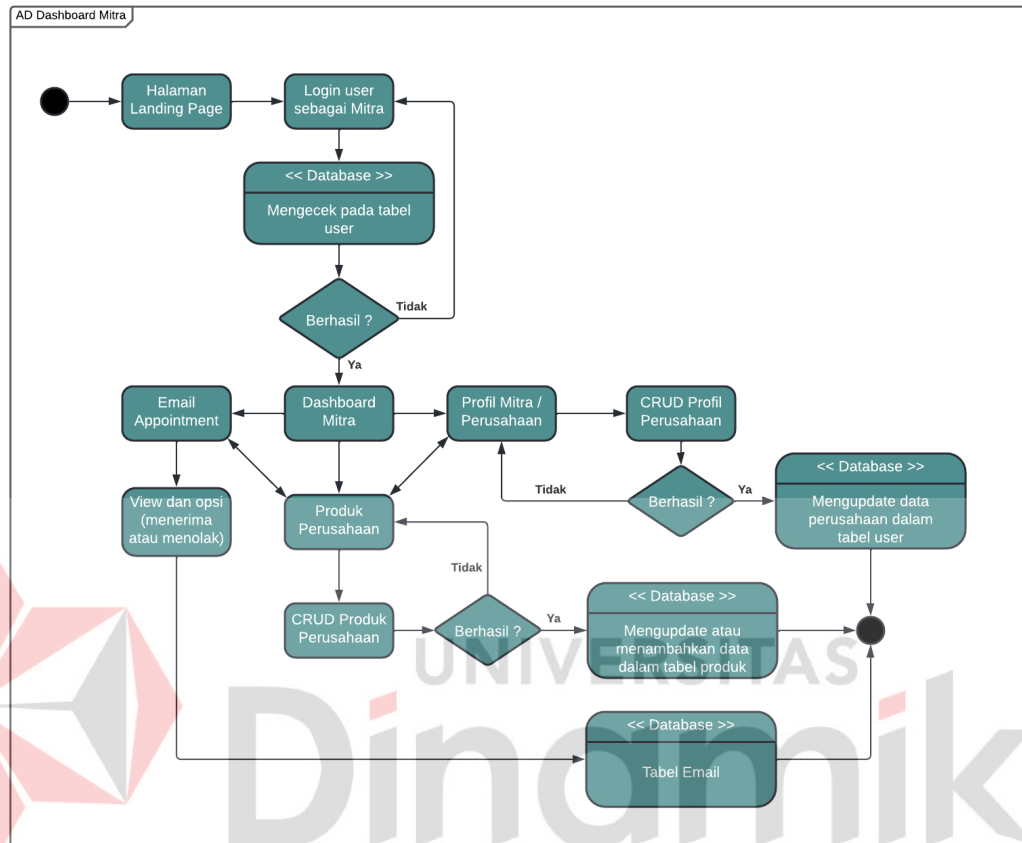 AD Dashboard Mitra
Halaman
Landing Page
Login user
sebagai Mitra
<< Database >>
Mengecek pada tabel
user
Berhasil ?
Tidak
Ya
Email
Appointment
Dashboard
Mitra
Profil Mitra /
Perusahaan
CRUD Profil
Perusahaan
View dan opsi
(menerima
atau menolak)
Produk
Perusahaan
Tidak
Berhasil ?
Ya
<< Database >>
Mengupdate data
perusahaan dalam
tabel user
CRUD Produk
Perusahaan
Tidak
Berhasil ?
Ya
<< Database >>
Mengupdate atau
menambahkan data
dalam tabel produk
<< Database >>
Tabel Email
UNIVERSITAS
Dinamik